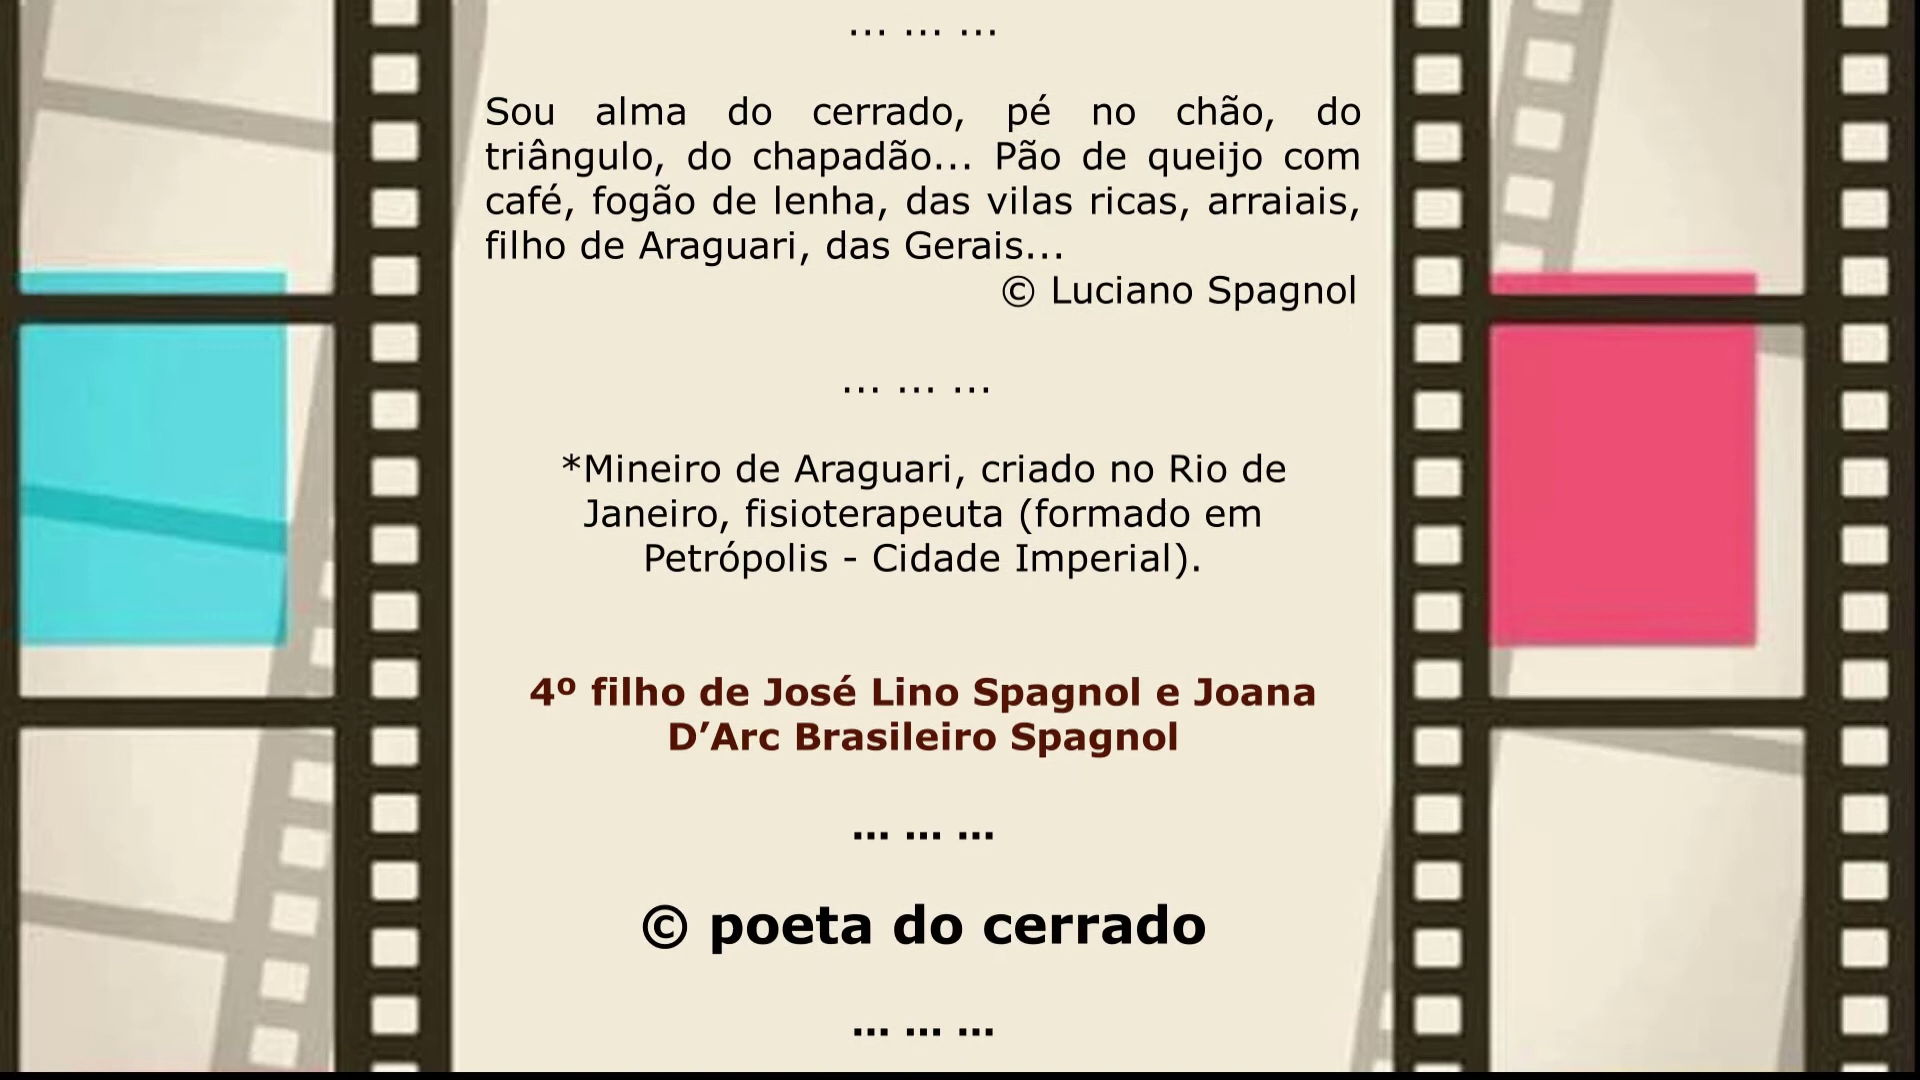 ... ... ...
Sou alma do cerrado, pé no chão, do
triângulo, do chapadão... Pão de queijo com
café, fogão de lenha, das vilas ricas, arraiais,
filho de Araguari, das Gerais...
© Luciano Spagnol
... ... ...
*Mineiro de Araguari, criado no Rio de
Janeiro, fisioterapeuta (formado em
Petrópolis - Cidade Imperial).
4º filho de José Lino Spagnol e Joana
D’Arc Brasileiro Spagnol
... ... ...
© poeta do cerrado
... ... ...